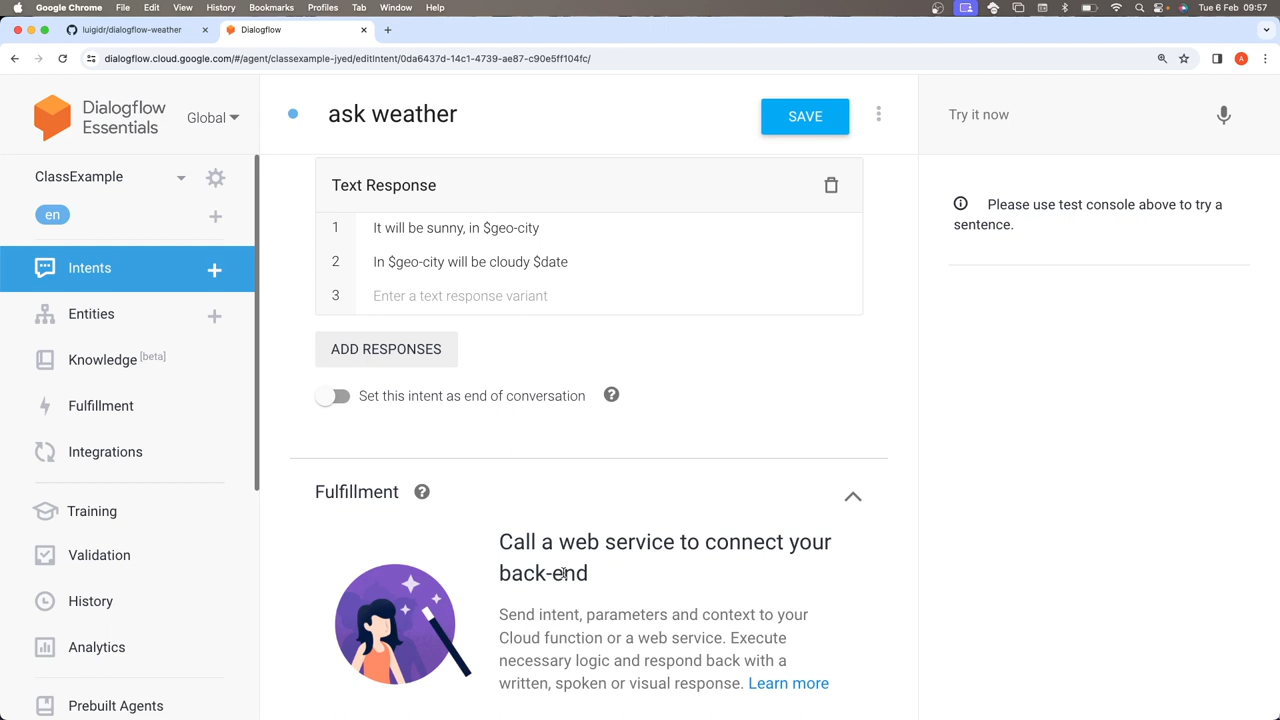 Chrome File Edit View History Bookmarks Profiles Tab Window Help
Tue 6 Feb 09:57
luigidr/dialogflow-weather
Dialogflow
dialogflow.cloud.google.com/#/agent/classexample-jyed/editIntent/0da6437d-14c1-4739-ae87-c90e5ff104fc/
A
Dialogflow
Essentials
Global
ask weather
SAVE
Try it now
ClassExample
en
Intents
Entities
Knowledge [beta]
Fulfillment
Integrations
Training
Validation
History
Analytics
Prebuilt Agents
Text Response
1 It will be sunny, in $geo-city
2 In $geo-city will be cloudy $date
3 Enter a text response variant
ADD RESPONSES
Set this intent as end of conversation
Fulfillment
Call a web service to connect your
back-end
Send intent, parameters and context to your
Cloud function or a web service. Execute
necessary logic and respond back with a
written, spoken or visual response. Learn more
Please use test console above to try a
sentence.